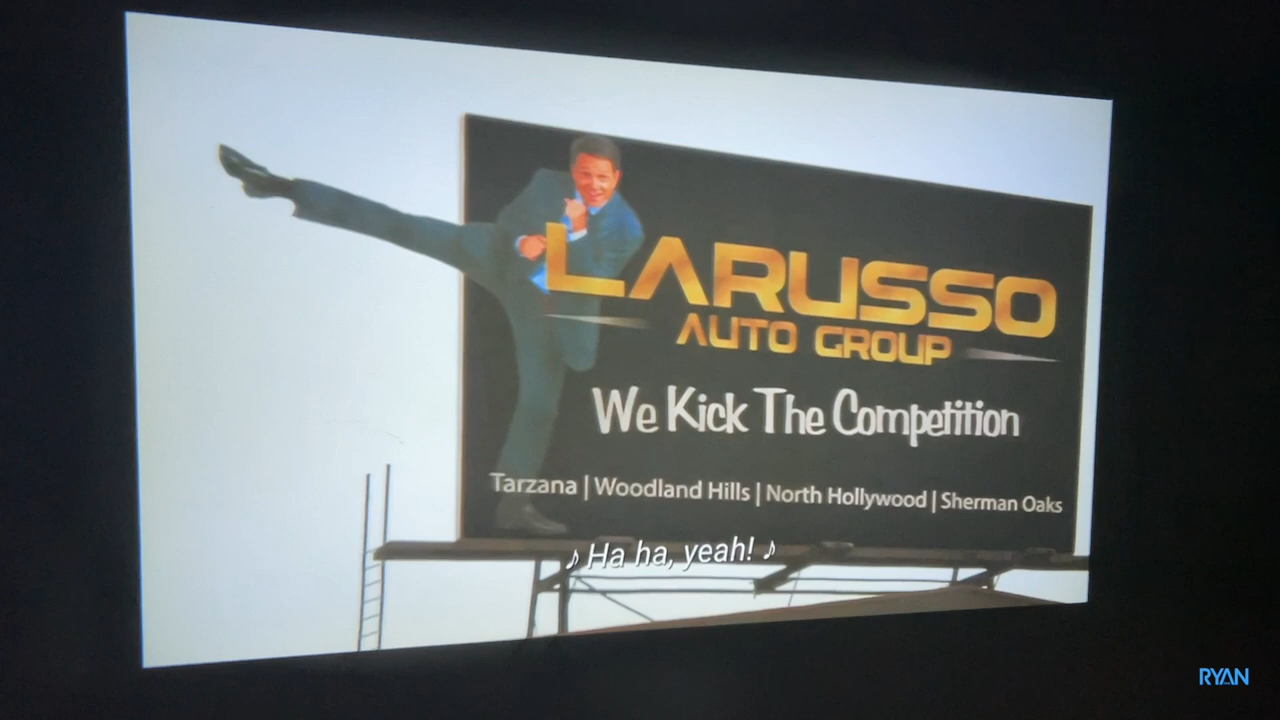 LARUSSO
AUTO GROUP
We Kick The Competition
Tarzana | Woodland Hills | North Hollywood | Sherman Oaks
♪ Ha ha, yeah! ♪
RYAN